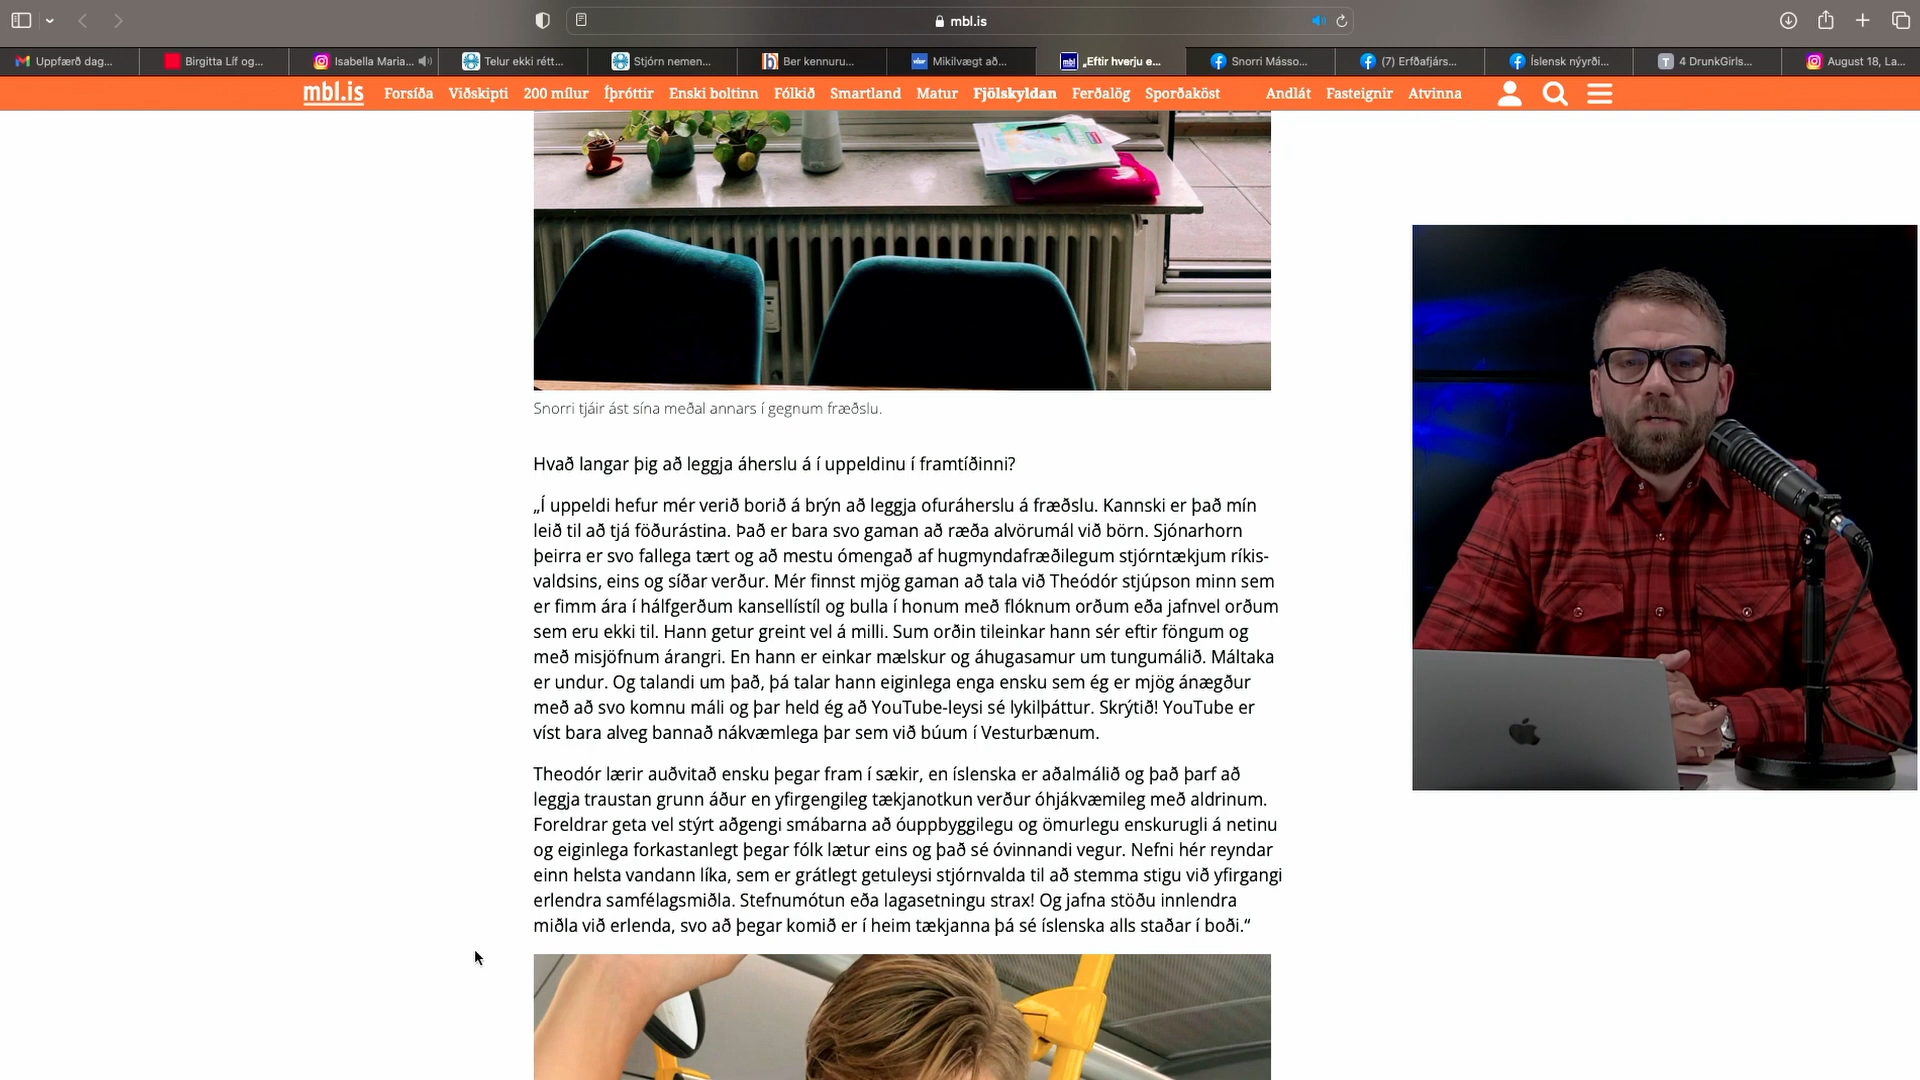 mbl.is
Uppfærð dag...
Birgitta Líf og...
Isabella Maria...
Telur ekki rétt...
Stjórn nemen...
Ber kennuru...
Mikilvægt að...
„Eftir hverju e...
Snorri Másso...
(7) Erfðafjárs...
Íslensk nýyrði...
4 DrunkGirls...
August 18, La...
mbl.is Forsíða Viðskipti 200 mílur Íþróttir Enski boltinn Fólkið Smartland Matur Fjölskyldan Ferðalög Sporðaköst Andlát Fasteignir Atvinna
Snorri tjáir ást sína meðal annars í gegnum fræðslu.
Hvað langar þig að leggja áherslu á í uppeldinu í framtíðinni?
„Í uppeldi hefur mér verið borið á brýn að leggja ofuráherslu á fræðslu. Kannski er það mín
leið til að tjá föðurástina. Það er bara svo gaman að ræða alvörumál við börn. Sjónarhorn
þeirra er svo fallega tært og að mestu ómengað af hugmyndafræðilegum stjórntækjum ríkis-
valdsins, eins og síðar verður. Mér finnst mjög gaman að tala við Theódór stjúpson minn sem
er fimm ára í hálfgerðum kansellístíl og bulla í honum með flóknum orðum eða jafnvel orðum
sem eru ekki til. Hann getur greint vel á milli. Sum orðin tileinkar hann sér eftir föngum og
með misjöfnum árangri. En hann er einkar mælskur og áhugasamur um tungumálið. Máltaka
er undur. Og talandi um það, þá talar hann eiginlega enga ensku sem ég er mjög ánægður
með að svo komnu máli og þar held ég að YouTube-leysi sé lykilþáttur. Skrýtið! YouTube er
víst bara alveg bannað nákvæmlega þar sem við búum í Vesturbænum.
Theodór lærir auðvitað ensku þegar fram í sækir, en íslenska er aðalmálið og það þarf að
leggja traustan grunn áður en yfirgengileg tækjanotkun verður óhjákvæmileg með aldrinum.
Foreldrar geta vel stýrt aðgengi smábarna að óuppbyggilegu og ömurlegu enskurugli á netinu
og eiginlega forkastanlegt þegar fólk lætur eins og það sé óvinnandi vegur. Nefni hér reyndar
einn helsta vandann líka, sem er grátlegt getuleysi stjórnvalda til að stemma stigu við yfirgangi
erlendra samfélagsmiðla. Stefnumótun eða lagasetningu strax! Og jafna stöðu innlendra
miðla við erlenda, svo að þegar komið er í heim tækjanna þá sé íslenska alls staðar í boði.“